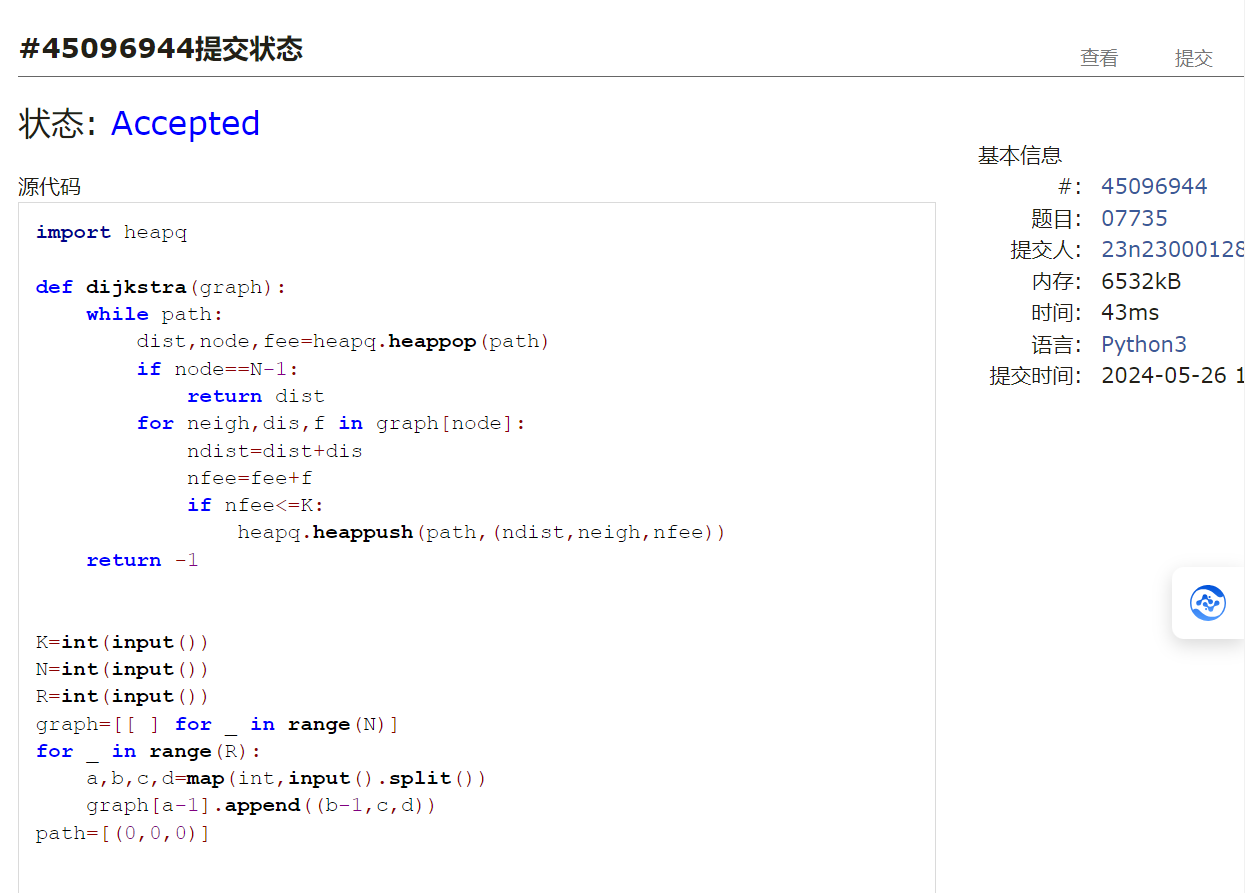 #45096944提交状态
查看 提交
状态: Accepted
源代码
import heapq

def dijkstra(graph):
    while path:
        dist,node,fee=heapq.heappop(path)
        if node==N-1:
            return dist
        for neigh,dis,f in graph[node]:
            ndist=dist+dis
            nfee=fee+f
            if nfee<=K:
                heapq.heappush(path,(ndist,neigh,nfee))
    return -1


K=int(input())
N=int(input())
R=int(input())
graph=[[ ] for _ in range(N)]
for _ in range(R):
    a,b,c,d=map(int,input().split())
    graph[a-1].append((b-1,c,d))
path=[(0,0,0)]
基本信息
#: 45096944
题目: 07735
提交人: 23n23000128
内存: 6532kB
时间: 43ms
语言: Python3
提交时间: 2024-05-26 1